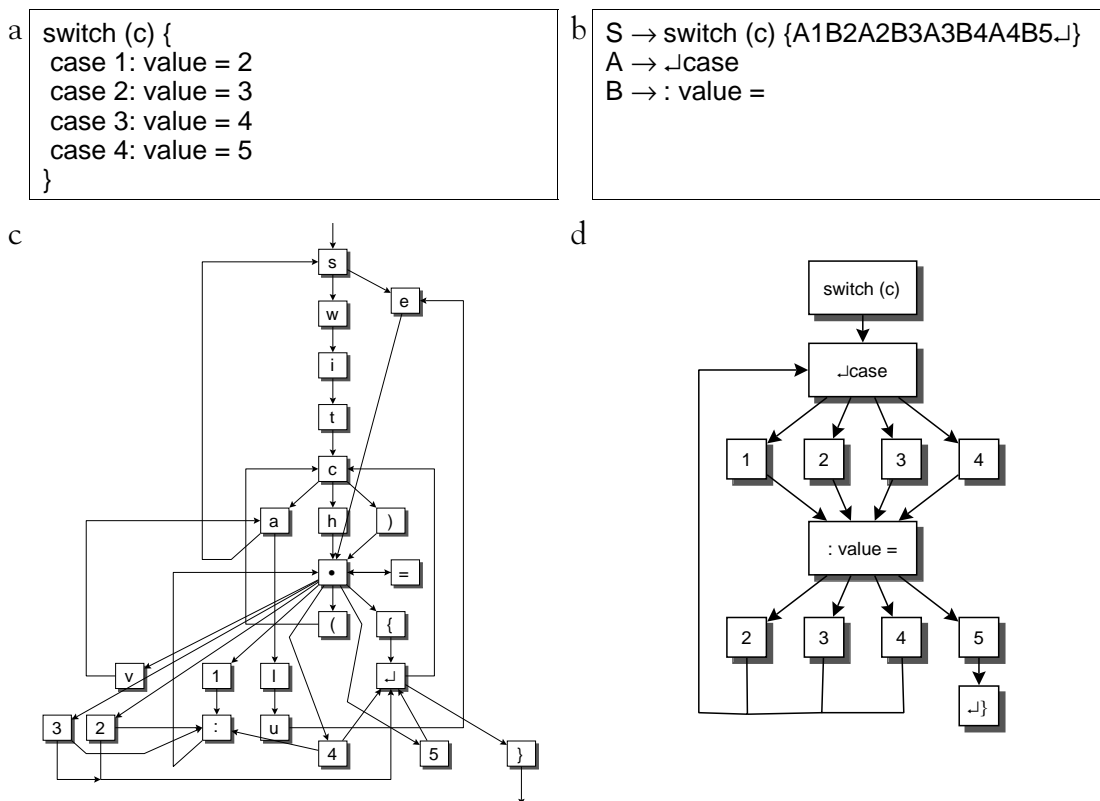 a
switch (c) {
case 1: value = 2
case 2: value = 3
case 3: value = 4
case 4: value = 5
}
b
S → switch (c) {A1B2A2B3A3B4A4B5↵}
A → ↵case
B → : value =
c
s
e
w
i
t
c
a h )
• =
( {
v 1 l ↵
3 2 : u 4 5 }
d
switch (c)
↵case
1 2 3 4
: value =
2 3 4 5
↵}